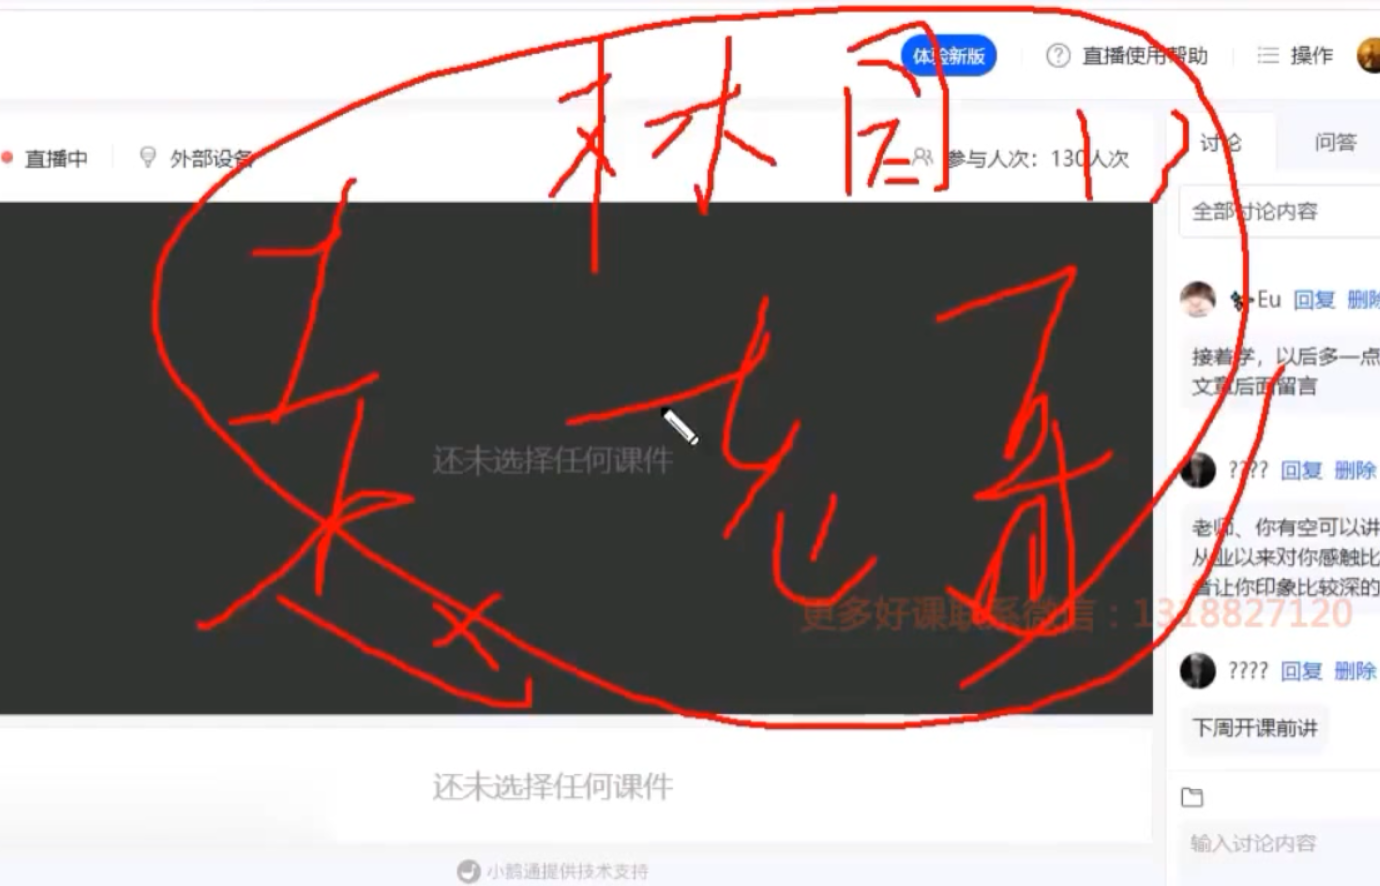 体验新版 直播使用帮助 操作
直播中 外部设备 参与人次：130人次 讨论 问答
全部讨论内容
Eu 回复 删除
接着学，以后多一点
文章后面留言
还未选择任何课件
???? 回复 删除
老师、你有空可以讲
从业以来对你感触比
者让你印象比较深的
更多好课联系微信：1318827120
???? 回复 删除
下周开课前讲
还未选择任何课件
输入讨论内容
小鹅通提供技术支持